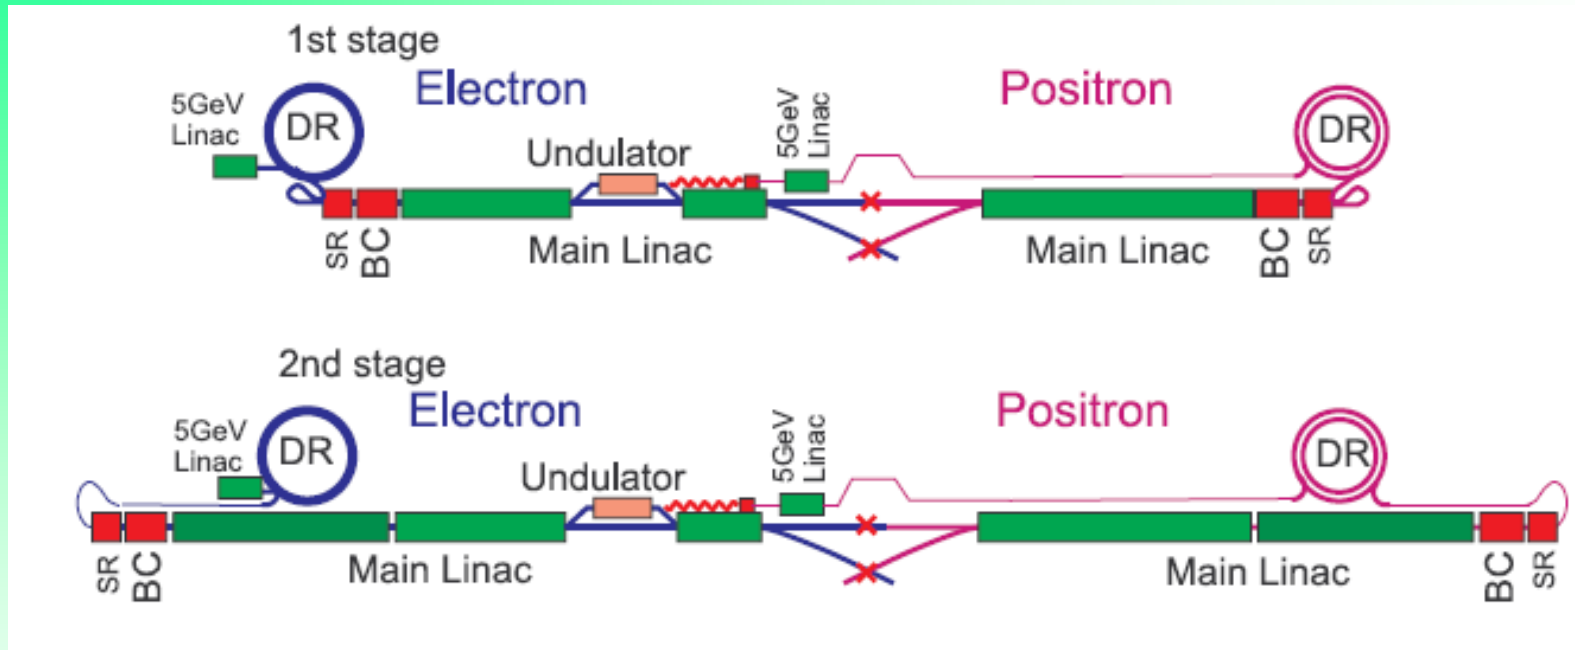 1st stage
Electron
Positron
5GeV
Linac
DR
Undulator
5GeV
Linac
DR
SR
BC
Main Linac
Main Linac
BC
SR
2nd stage
Electron
Positron
5GeV
Linac
DR
Undulator
5GeV
Linac
DR
SR
BC
Main Linac
Main Linac
BC
SR